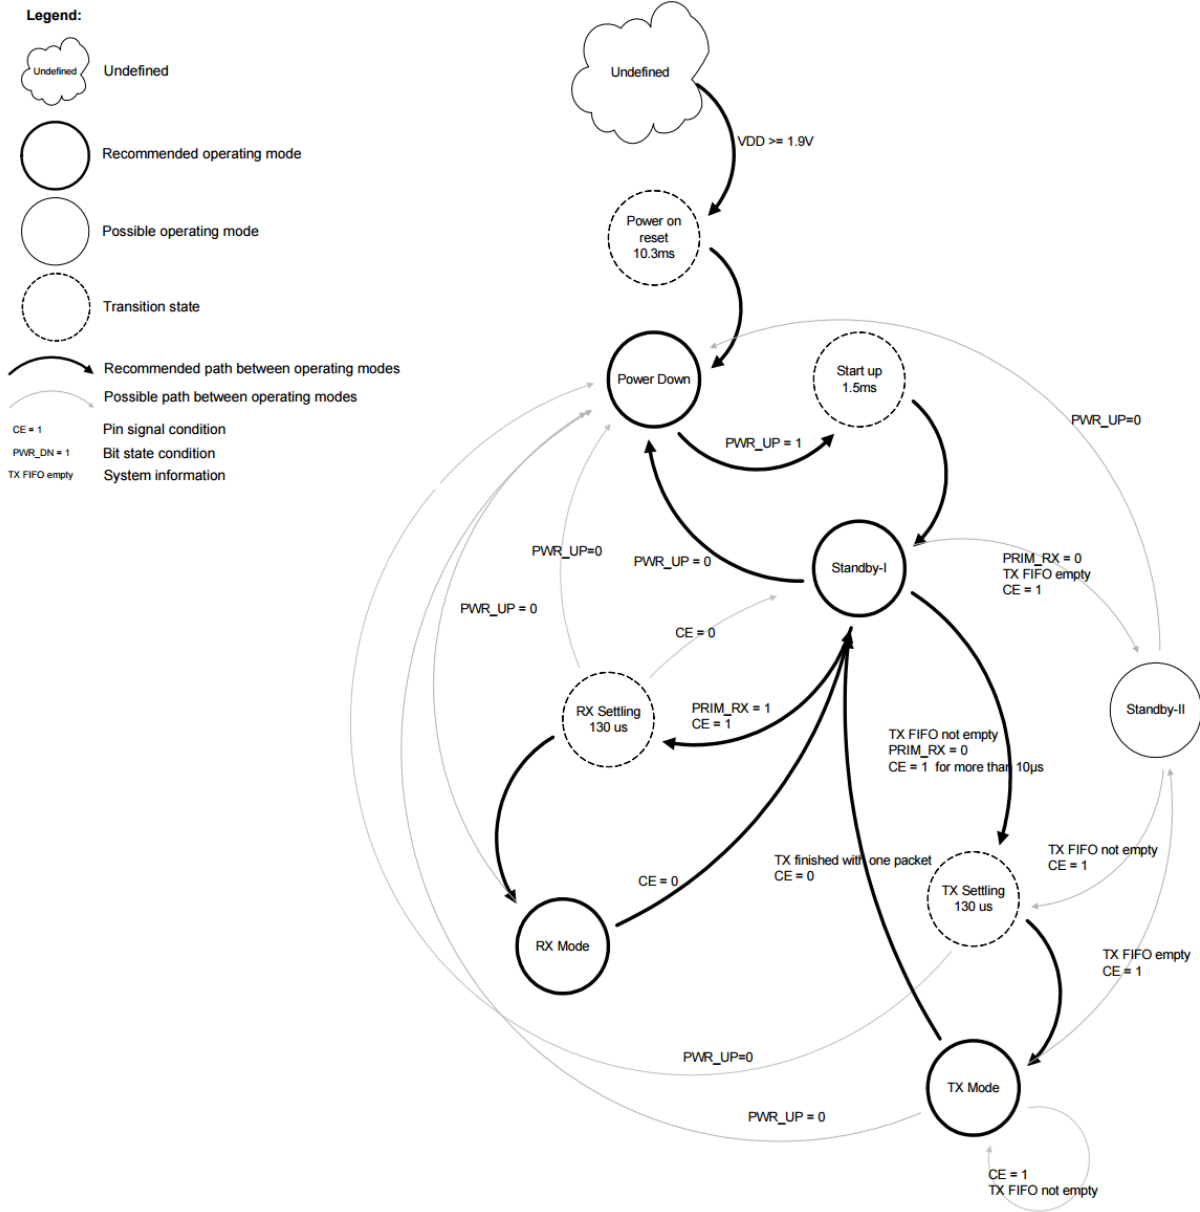 Legend:
Undefined
Undefined
Recommended operating mode
Possible operating mode
Transition state
Recommended path between operating modes
Possible path between operating modes
CE = 1
Pin signal condition
PWR_DN = 1
Bit state condition
TX FIFO empty
System information
Undefined
VDD >= 1.9V
Power on
reset
10.3ms
Power Down
Start up
1.5ms
PWR_UP = 1
PWR_UP=0
PWR_UP=0
PWR_UP = 0
Standby-I
PRIM_RX = 0
TX FIFO empty
CE = 1
PWR_UP = 0
CE = 0
RX Settling
130 us
PRIM_RX = 1
CE = 1
Standby-II
TX FIFO not empty
PRIM_RX = 0
CE = 1 for more than 10µs
TX finished with one packet
CE = 0
CE = 0
TX FIFO not empty
CE = 1
TX Settling
130 us
RX Mode
TX FIFO empty
CE = 1
PWR_UP=0
TX Mode
PWR_UP = 0
CE = 1
TX FIFO not empty